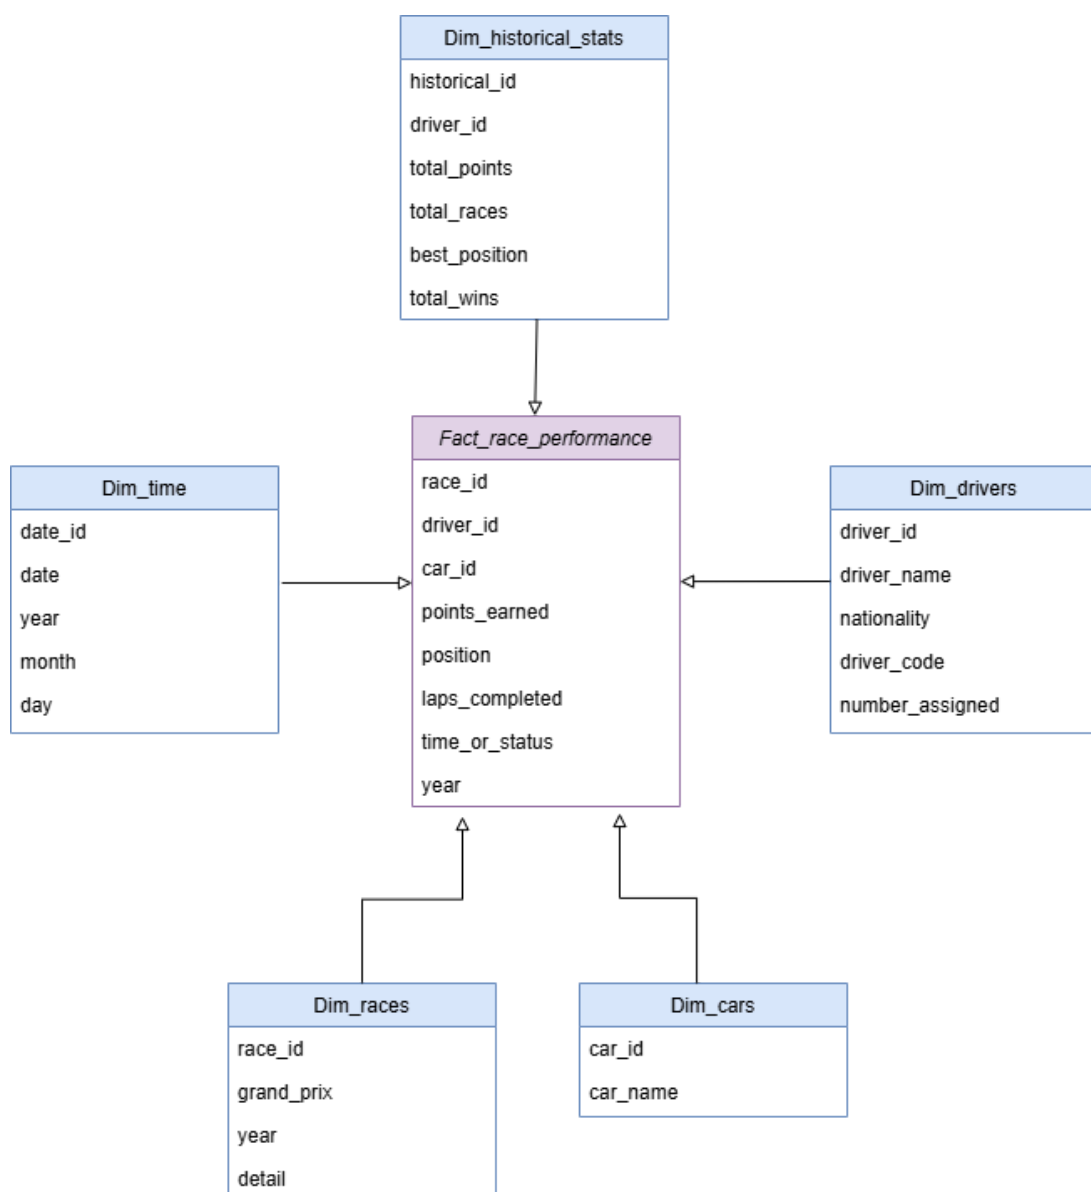 Dim_historical_stats
historical_id
driver_id
total_points
total_races
best_position
total_wins
Fact_race_performance
race_id
driver_id
car_id
points_earned
position
laps_completed
time_or_status
year
Dim_time
date_id
date
year
month
day
Dim_drivers
driver_id
driver_name
nationality
driver_code
number_assigned
Dim_races
race_id
grand_prix
year
detail
Dim_cars
car_id
car_name